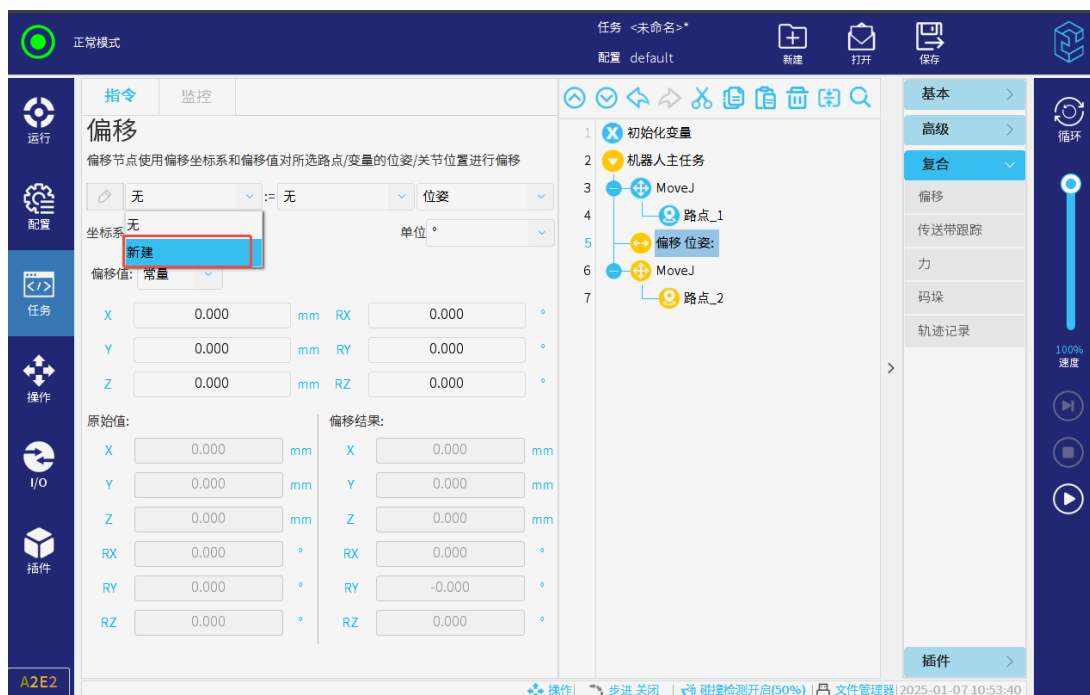 正常模式
任务 <未命名>*
配置 default
新建
打开
保存
运行
配置
任务
操作
I/O
插件
A2E2
指令 监控
偏移
偏移节点使用偏移坐标系和偏移值对所选路点/变量的位姿/关节位置进行偏移
无 := 无 位姿
无
新建
坐标系 单位 °
偏移值: 常量
X 0.000 mm RX 0.000 °
Y 0.000 mm RY 0.000 °
Z 0.000 mm RZ 0.000 °
原始值: 偏移结果:
X 0.000 mm X 0.000 mm
Y 0.000 mm Y 0.000 mm
Z 0.000 mm Z 0.000 mm
RX 0.000 ° RX 0.000 °
RY 0.000 ° RY -0.000 °
RZ 0.000 ° RZ 0.000 °
1 初始化变量
2 机器人主任务
3 MoveJ
4 路点_1
5 偏移 位姿:
6 MoveJ
7 路点_2
基本
高级
复合
偏移
传送带跟踪
力
码垛
轨迹记录
插件
循环
100%
速度
操作| 步进 关闭 | 碰撞检测开启(50%) | 文件管理器|2025-01-07 10:53:40